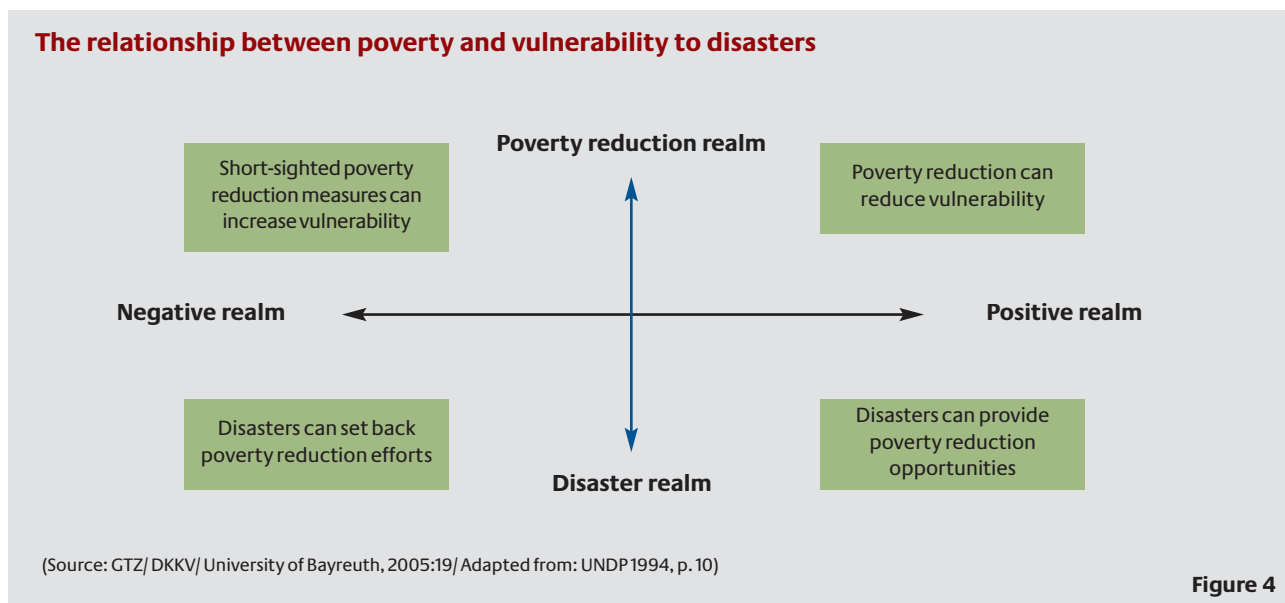 The relationship between poverty and vulnerability to disasters
Poverty reduction realm
Short-sighted poverty
reduction measures can
increase vulnerability
Poverty reduction can
reduce vulnerability
Negative realm
Positive realm
Disasters can set back
poverty reduction efforts
Disasters can provide
poverty reduction
opportunities
Disaster realm
(Source: GTZ/ DKKV/ University of Bayreuth, 2005:19/ Adapted from: UNDP 1994, p. 10)
Figure 4